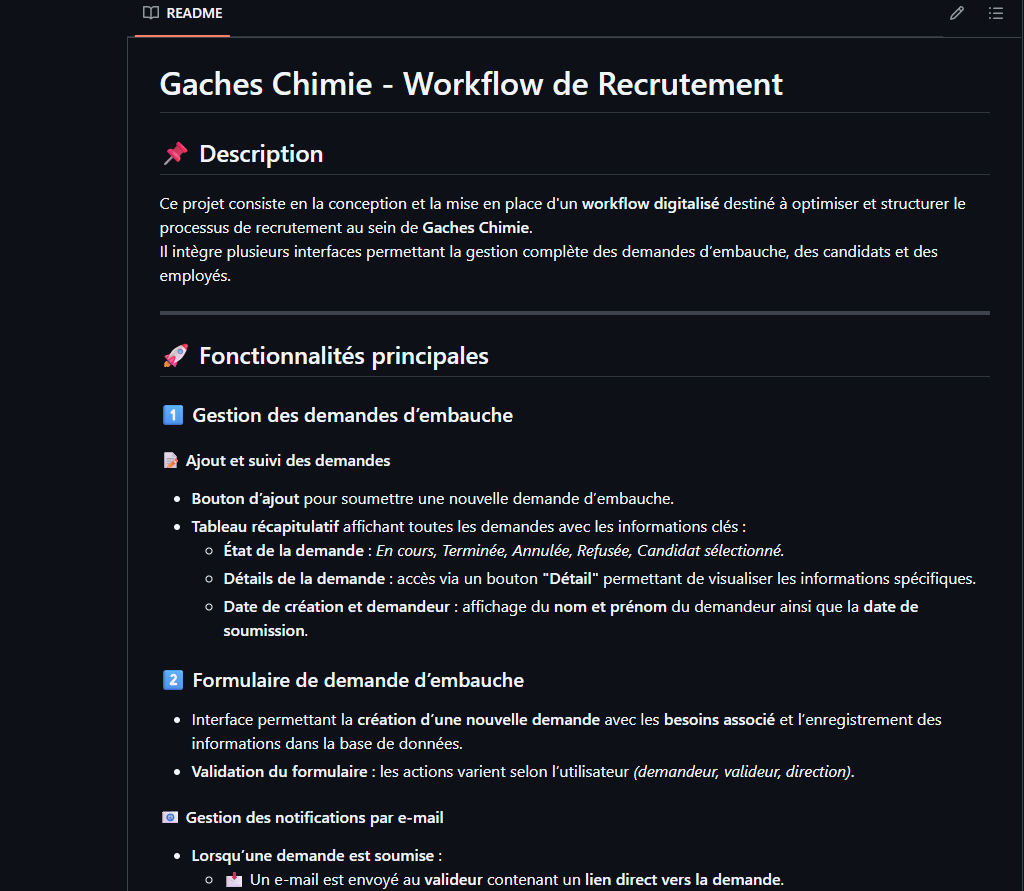 README
Gaches Chimie - Workflow de Recrutement
📌 Description
Ce projet consiste en la conception et la mise en place d'un workflow digitalisé destiné à optimiser et structurer le
processus de recrutement au sein de Gaches Chimie.
Il intègre plusieurs interfaces permettant la gestion complète des demandes d’embauche, des candidats et des
employés.
🚀 Fonctionnalités principales
1️⃣ Gestion des demandes d’embauche
📝 Ajout et suivi des demandes
• Bouton d’ajout pour soumettre une nouvelle demande d’embauche.
• Tableau récapitulatif affichant toutes les demandes avec les informations clés :
○ État de la demande : En cours, Terminée, Annulée, Refusée, Candidat sélectionné.
○ Détails de la demande : accès via un bouton "Détail" permettant de visualiser les informations spécifiques.
○ Date de création et demandeur : affichage du nom et prénom du demandeur ainsi que la date de
soumission.
2️⃣ Formulaire de demande d’embauche
• Interface permettant la création d’une nouvelle demande avec les besoins associé et l’enregistrement des
informations dans la base de données.
• Validation du formulaire : les actions varient selon l’utilisateur (demandeur, valideur, direction).
📧 Gestion des notifications par e-mail
• Lorsqu’une demande est soumise :
○ 📩 Un e-mail est envoyé au valideur contenant un lien direct vers la demande.